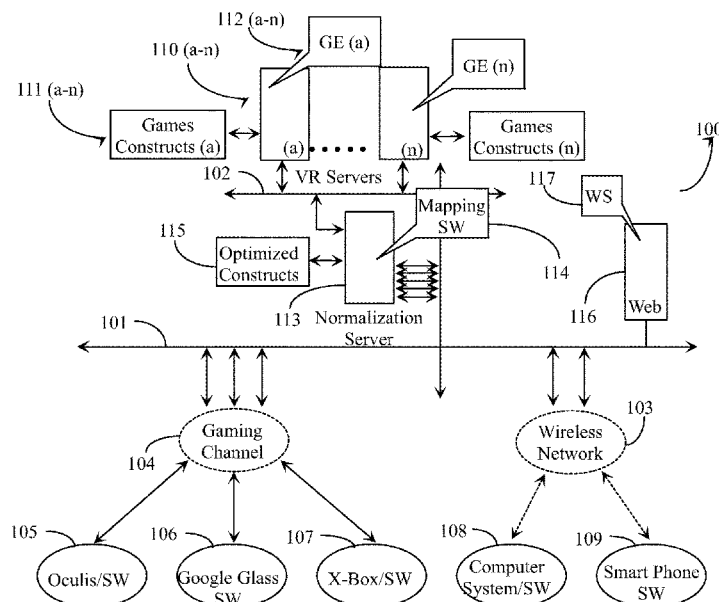 112 (a-n)
GE (a)
110 (a-n)
GE (n)
111 (a-n)
Games
Constructs (a)
(a)
(n)
Games
Constructs (n)
100
VR Servers
102
117
WS
Mapping
SW
115
Optimized
Constructs
114
113
116
Web
Normalization
Server
101
103
Gaming
Channel
104
Wireless
Network
105
106
107
108
109
Oculis/SW
Google Glass
SW
X-Box/SW
Computer
System/SW
Smart Phone
SW